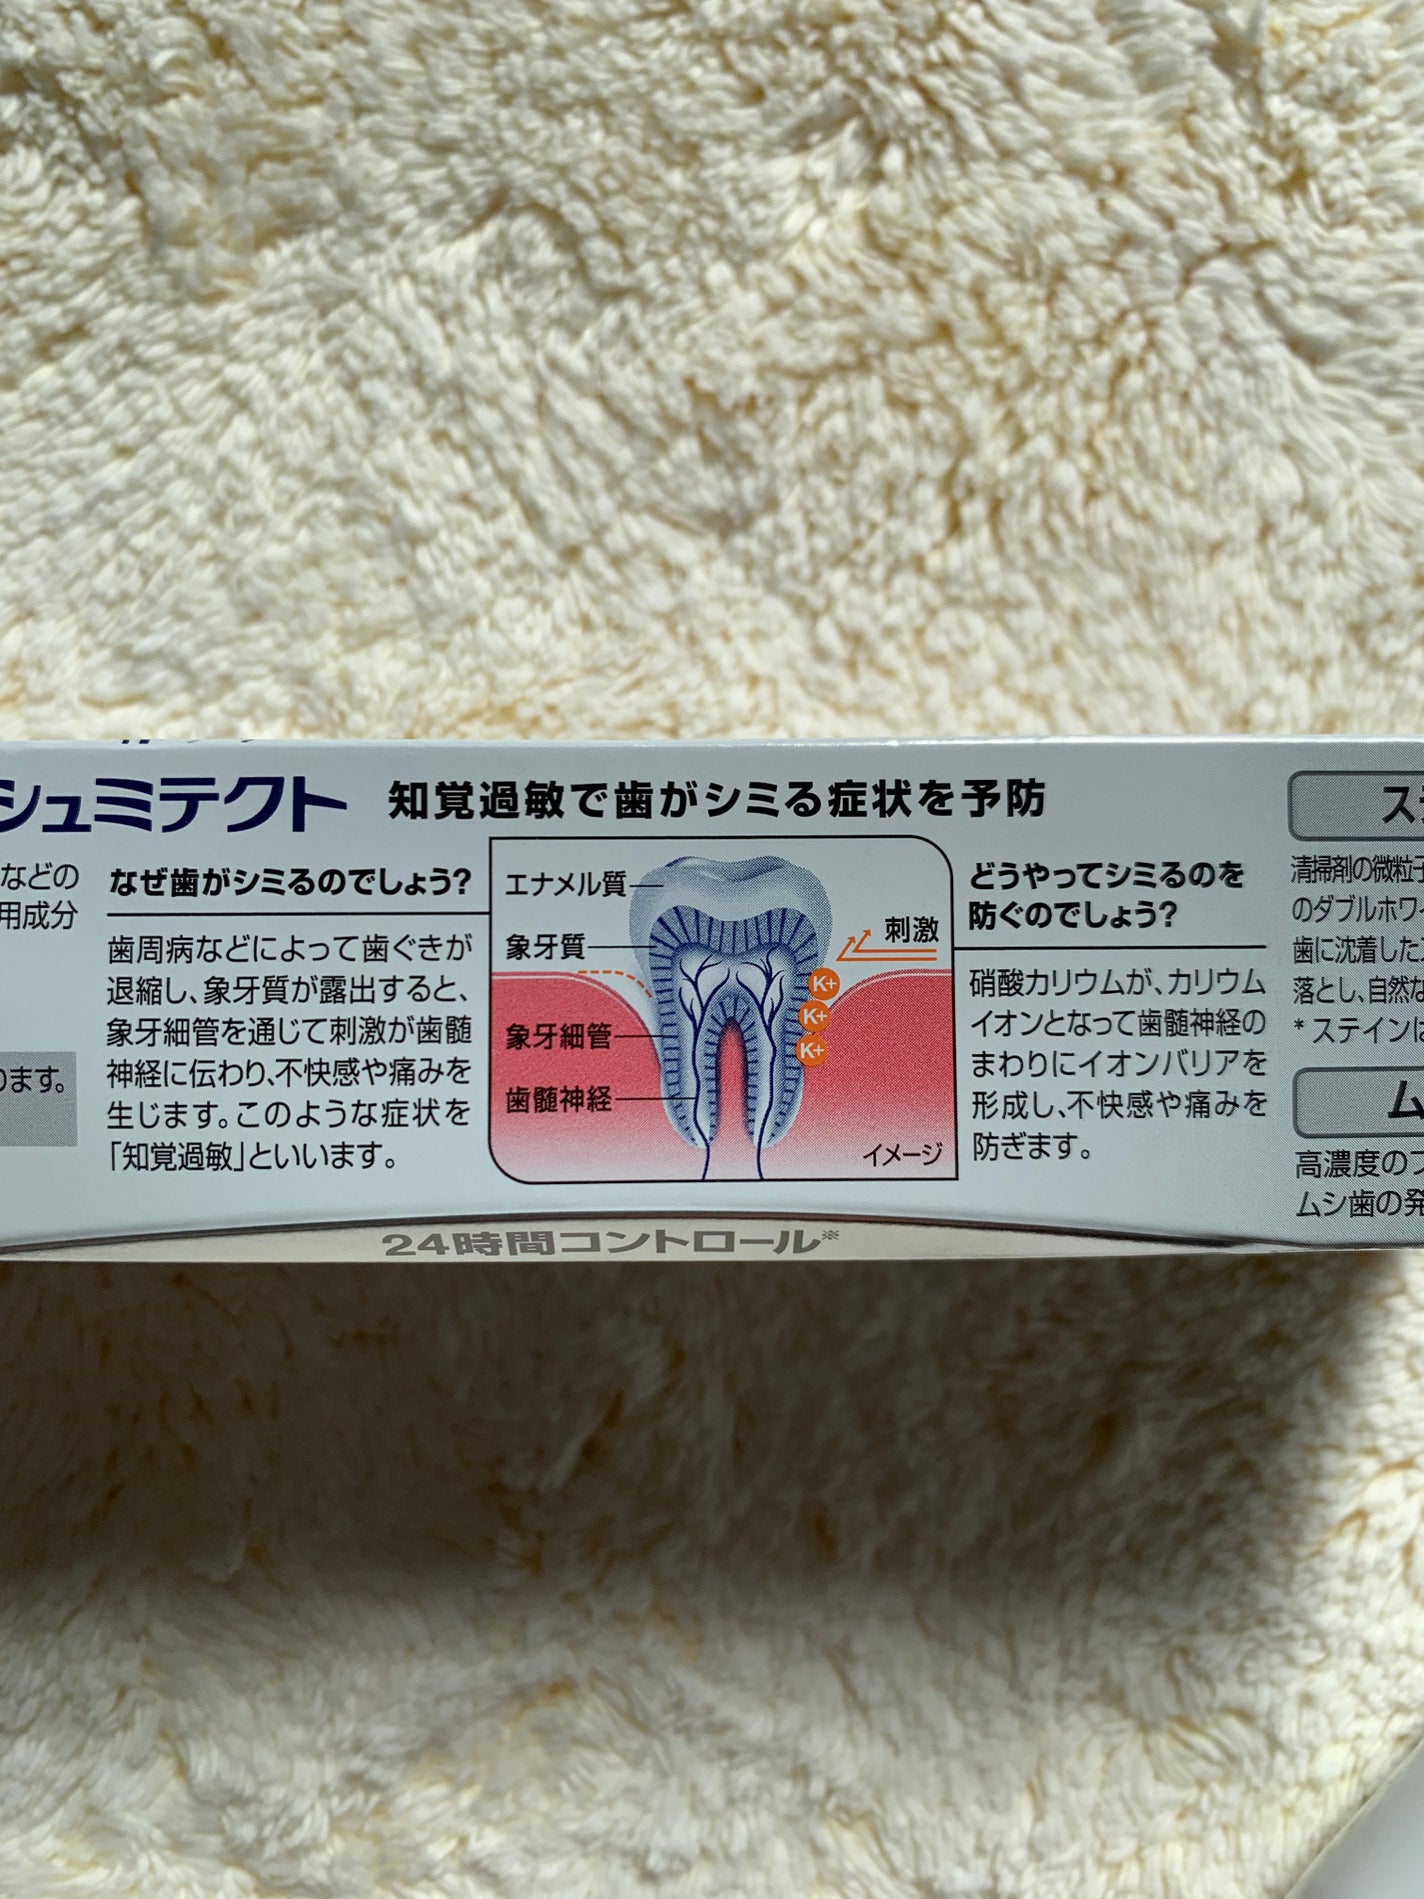 シュミテクト 知覚過敏で歯がシミる症状を予防
などの
用成分
ります。
なぜ歯がシミるのでしょう?
歯周病などによって歯ぐきが
退縮し、象牙質が露出すると、
象牙細管を通じて刺激が歯髄
神経に伝わり、不快感や痛みを
生じます。このような症状を
「知覚過敏」といいます。
エナメル質
象牙質
象牙細管
歯髄神経
刺激
K+
K+
K+
イメージ
どうやってシミるのを
防ぐのでしょう?
硝酸カリウムが、カリウム
イオンとなって歯髄神経の
まわりにイオンバリアを
形成し、不快感や痛みを
防ぎます。
ス
清掃剤の微粒子
のダブルホワイ
歯に沈着した
落とし、自然な
*ステインは
ム
高濃度のフ
ムシ歯の発
24時間コントロール※